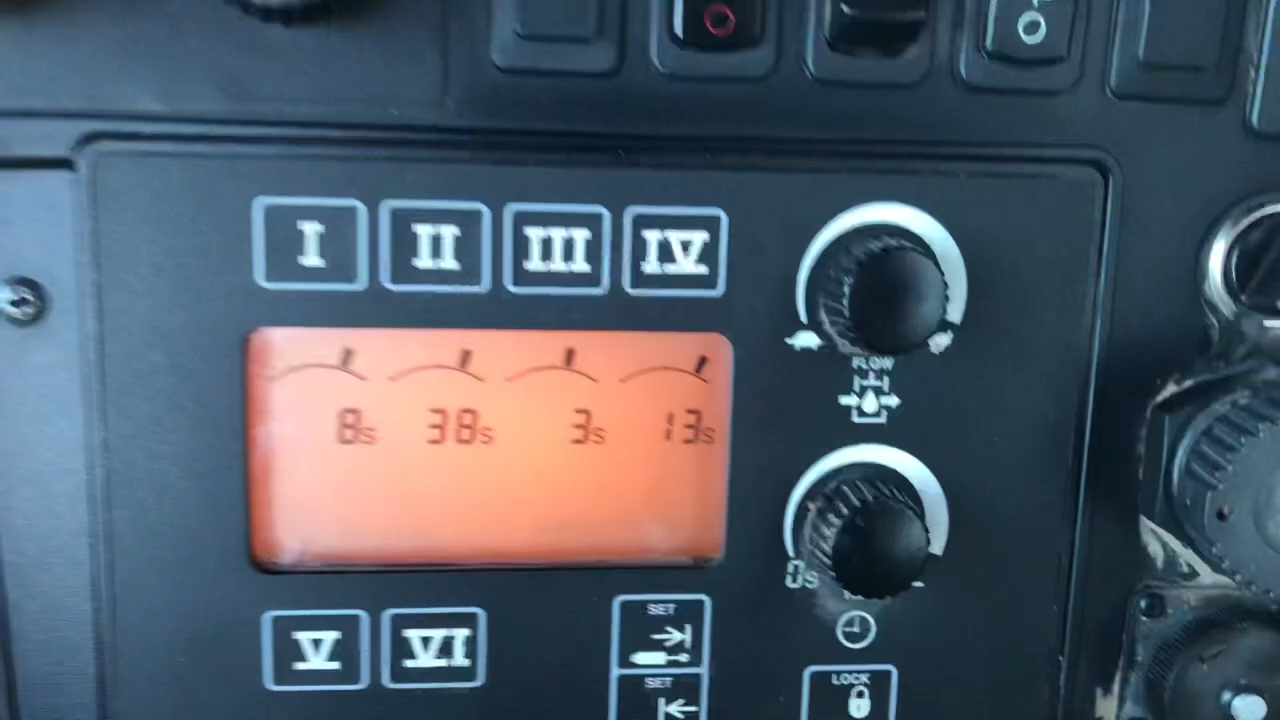 I II III IV
8s 38s 3s 13s
FLOW
0s
V VI
SET
SET
LOCK